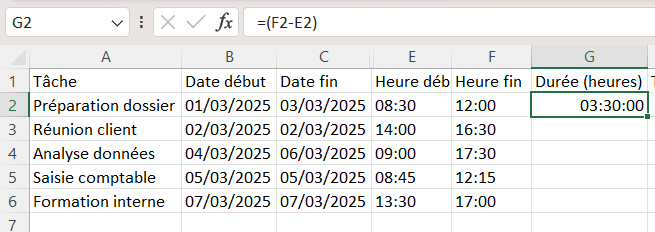 G2 fx =(F2-E2)
A B C E F G
1 Tâche Date début Date fin Heure déb Heure fin Durée (heures)
2 Préparation dossier 01/03/2025 03/03/2025 08:30 12:00 03:30:00
3 Réunion client 02/03/2025 02/03/2025 14:00 16:30
4 Analyse données 04/03/2025 06/03/2025 09:00 17:30
5 Saisie comptable 05/03/2025 05/03/2025 08:45 12:15
6 Formation interne 07/03/2025 07/03/2025 13:30 17:00
7